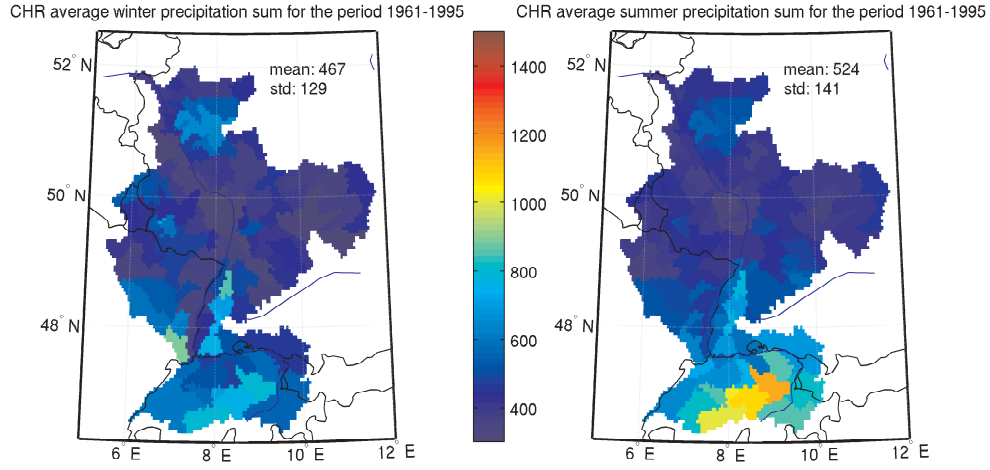 CHR average winter precipitation sum for the period 1961-1995
CHR average summer precipitation sum for the period 1961-1995
mean: 467
std: 129
mean: 524
std: 141
52° N
50° N
48° N
6° E
8° E
10° E
12° E
1400
1200
1000
800
600
400
52° N
50° N
48° N
6° E
8° E
10° E
12° E